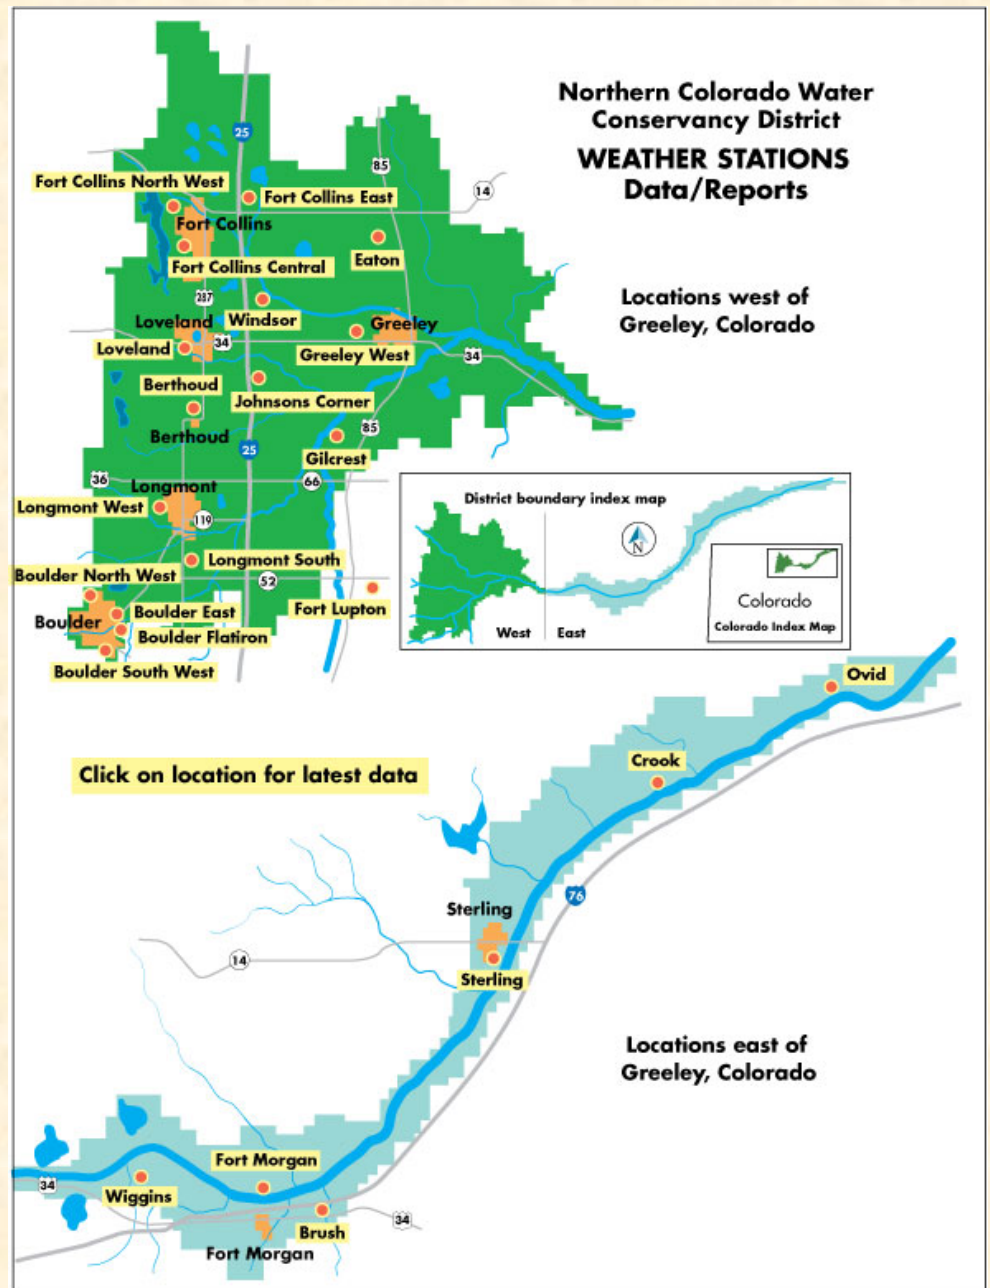 Northern Colorado Water
Conservancy District
WEATHER STATIONS
Data/Reports
25
85
14
Fort Collins North West
Fort Collins East
Fort Collins
Eaton
Fort Collins Central
287
Locations west of
Greeley, Colorado
Loveland
Windsor
Greeley
Loveland
34
Greeley West
34
Berthoud
Johnsons Corner
85
Berthoud
25
Gilcrest
36
66
Longmont
Longmont West
119
District boundary index map
N
Longmont South
Boulder North West
52
Colorado
Boulder East
Fort Lupton
Boulder
Boulder Flatiron
West
East
Colorado Index Map
Boulder South West
Ovid
Crook
Click on location for latest data
76
Sterling
14
Sterling
Locations east of
Greeley, Colorado
Fort Morgan
34
Wiggins
34
Brush
Fort Morgan